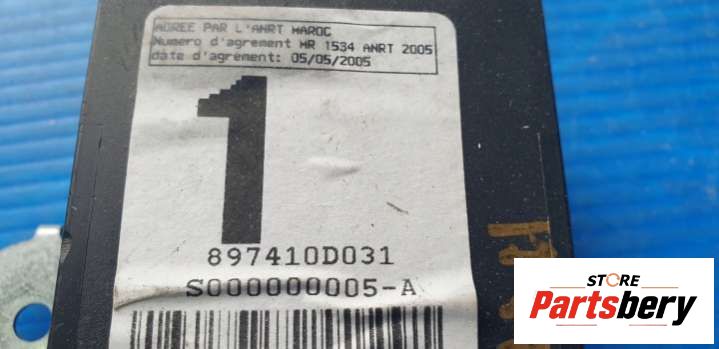 AGREE PAR L'ANRT MAROC
Numero d'agrement MR 1534 ANRT 2005
date d'agrément: 05/05/2005
1
897410D031
S000000005-A
STORE
Partsbery